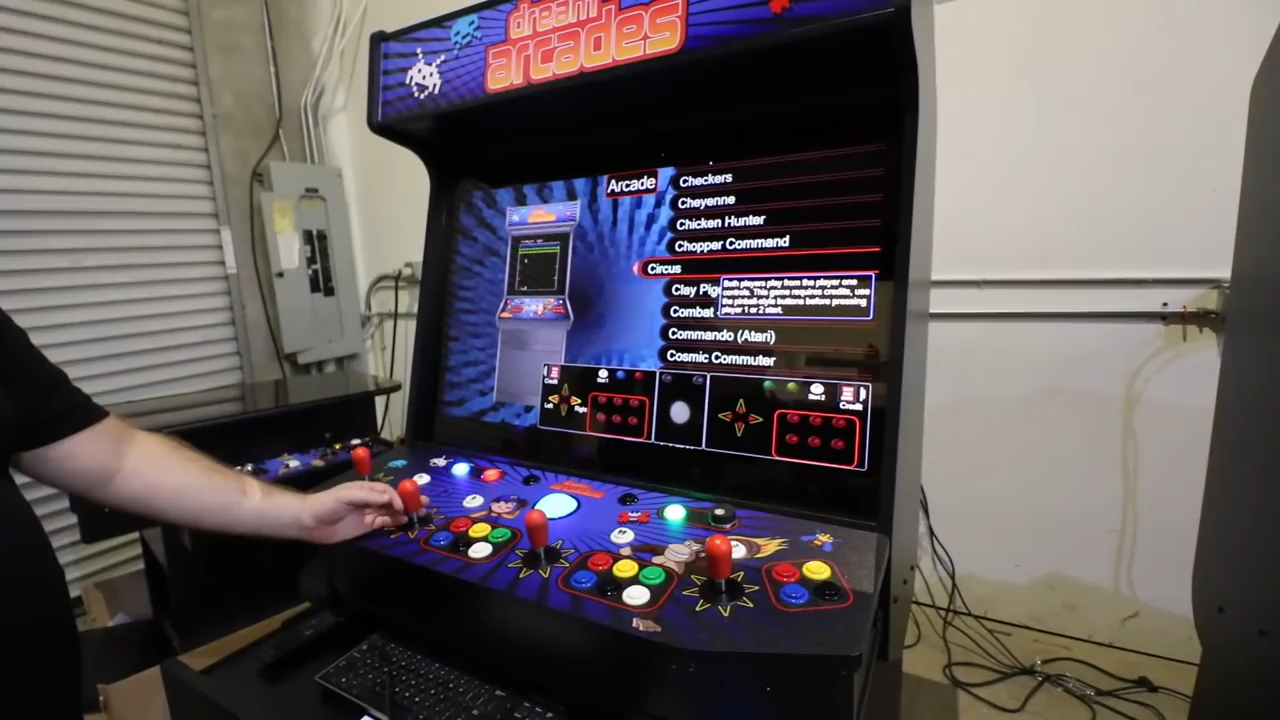 dream
arcades
Arcade
Checkers
Cheyenne
Chicken Hunter
Chopper Command
Circus
Clay Pig
Both players play from the player one
controls. This game requires credits, use
the pinball-style buttons before pressing
player 1 or 2 start.
Combat
Commando (Atari)
Cosmic Commuter
Credit
Start 1
Left
Right
Start 2
Credit